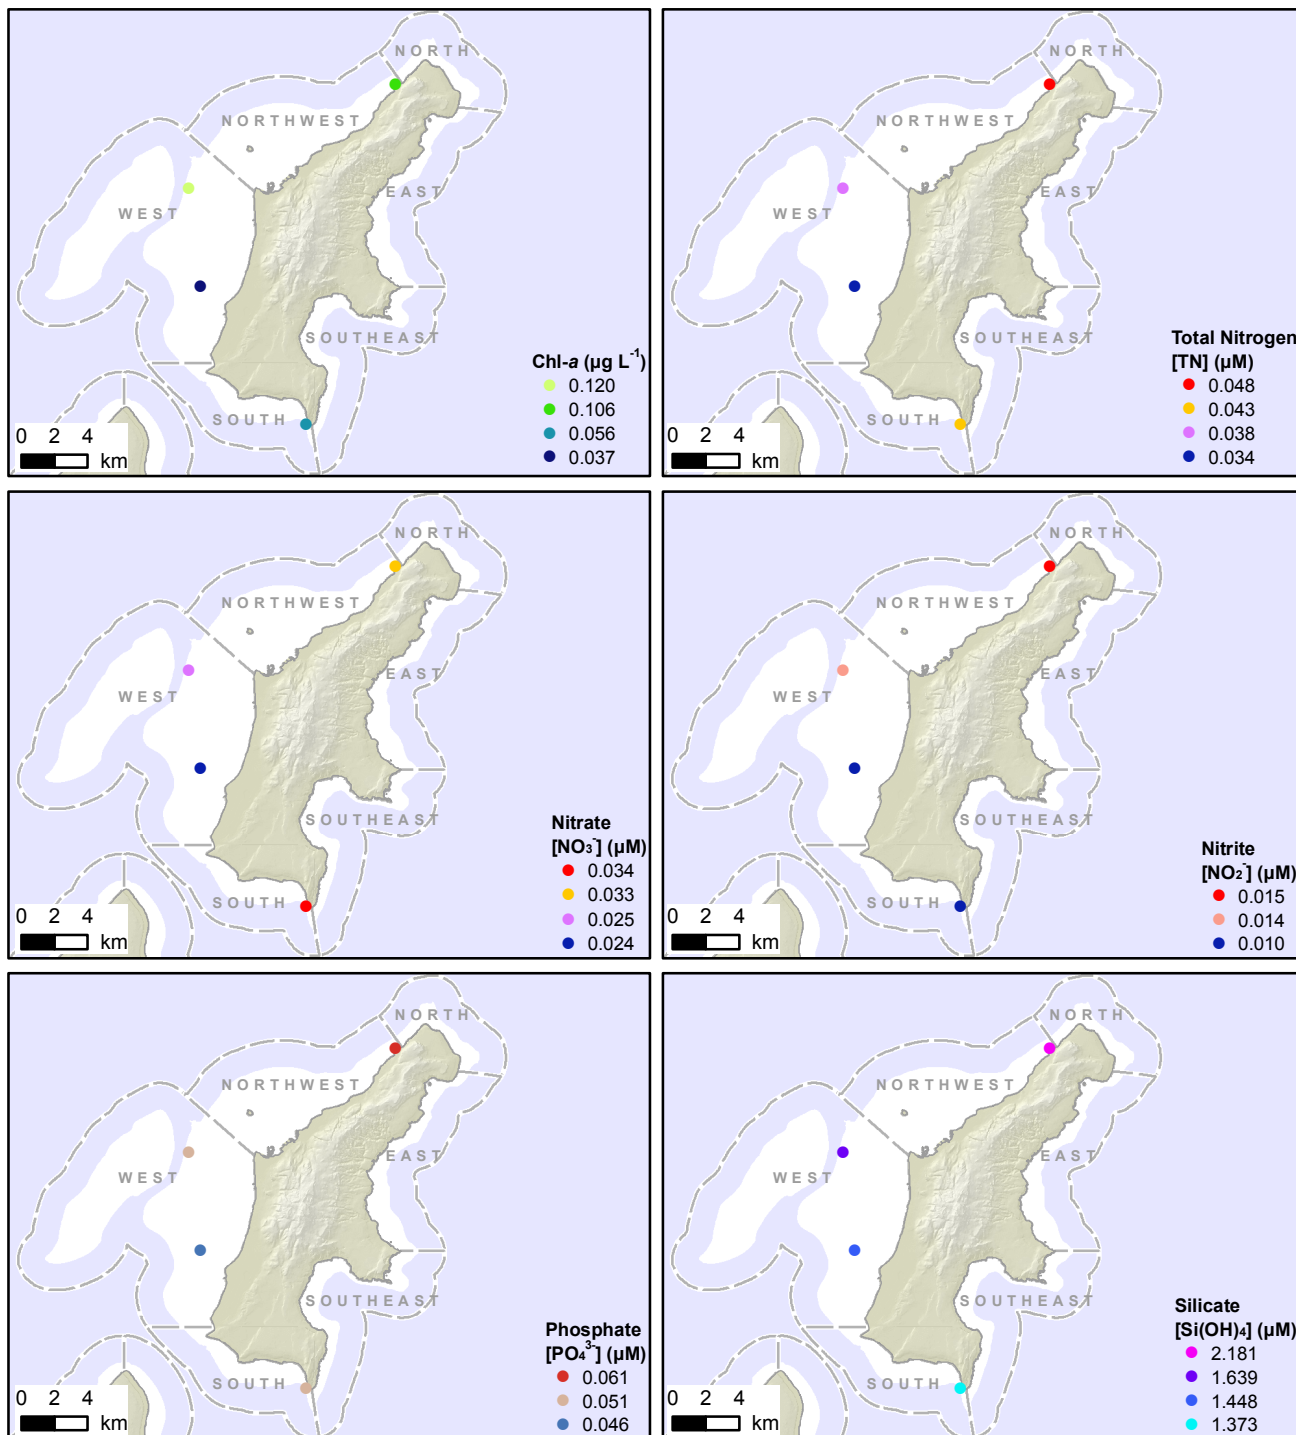 NORTH
NORTHWEST
WEST
EAST
SOUTHEAST
SOUTH
Chl-a (µg L⁻¹)
0.120
0.106
0.056
0.037
0 2 4
km
NORTH
NORTHWEST
WEST
EAST
SOUTHEAST
SOUTH
Total Nitrogen
[TN] (µM)
0.048
0.043
0.038
0.034
0 2 4
km
NORTH
NORTHWEST
WEST
EAST
SOUTHEAST
SOUTH
Nitrate
[NO₃⁻] (µM)
0.034
0.033
0.025
0.024
0 2 4
km
NORTH
NORTHWEST
WEST
EAST
SOUTHEAST
SOUTH
Nitrite
[NO₂⁻] (µM)
0.015
0.014
0.010
0 2 4
km
NORTH
NORTHWEST
WEST
EAST
SOUTHEAST
SOUTH
Phosphate
[PO₄³⁻] (µM)
0.061
0.051
0.046
0 2 4
km
NORTH
NORTHWEST
WEST
EAST
SOUTHEAST
SOUTH
Silicate
[Si(OH)₄] (µM)
2.181
1.639
1.448
1.373
0 2 4
km